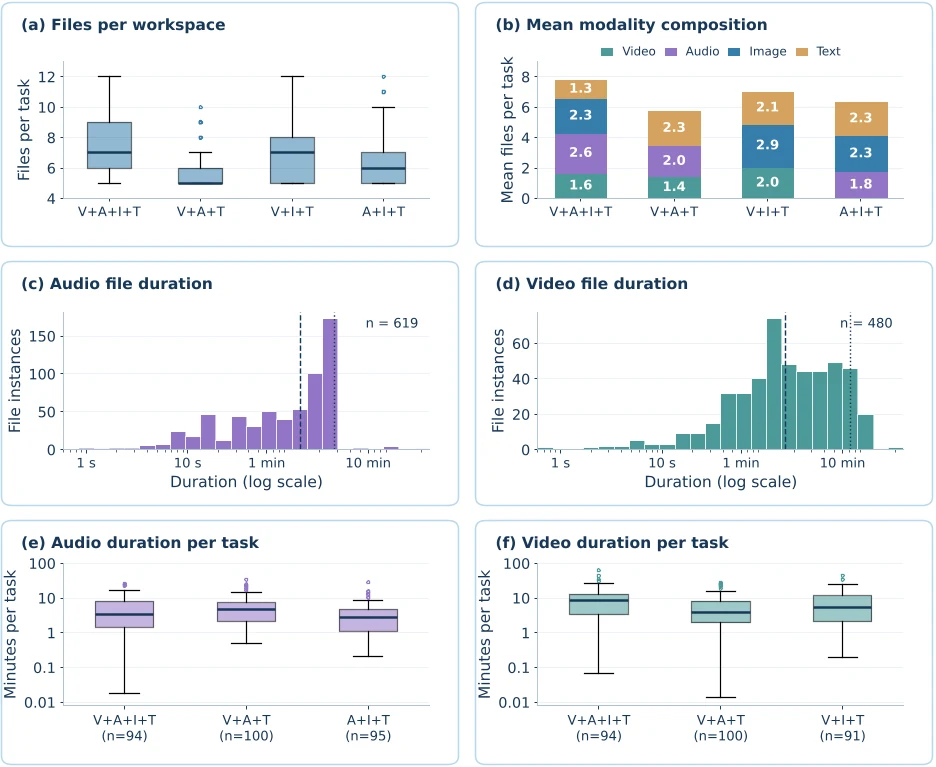 (a) Files per workspace
Files per task
12
10
8
6
4
V+A+I+T V+A+T V+I+T A+I+T
(b) Mean modality composition
Video Audio Image Text
Mean files per task
8
6
4
2
0
1.3
2.3
2.6
1.6
2.3
2.0
1.4
2.1
2.9
2.0
2.3
2.3
1.8
V+A+I+T V+A+T V+I+T A+I+T
(c) Audio file duration
n = 619
File instances
150
100
50
0
1 s 10 s 1 min 10 min
Duration (log scale)
(d) Video file duration
n = 480
File instances
60
40
20
0
1 s 10 s 1 min 10 min
Duration (log scale)
(e) Audio duration per task
Minutes per task
100
10
1
0.1
0.01
V+A+I+T V+A+T A+I+T
(n=94) (n=100) (n=95)
(f) Video duration per task
Minutes per task
100
10
1
0.1
0.01
V+A+I+T V+A+T V+I+T
(n=94) (n=100) (n=91)